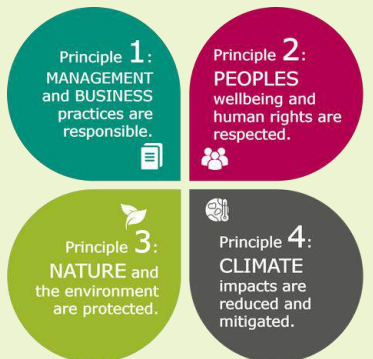 Principle 1:
MANAGEMENT
and BUSINESS
practices are
responsible.
Principle 2:
PEOPLES
wellbeing and
human rights are
respected.
Principle 3:
NATURE and
the environment
are protected.
Principle 4:
CLIMATE
impacts are
reduced and
mitigated.